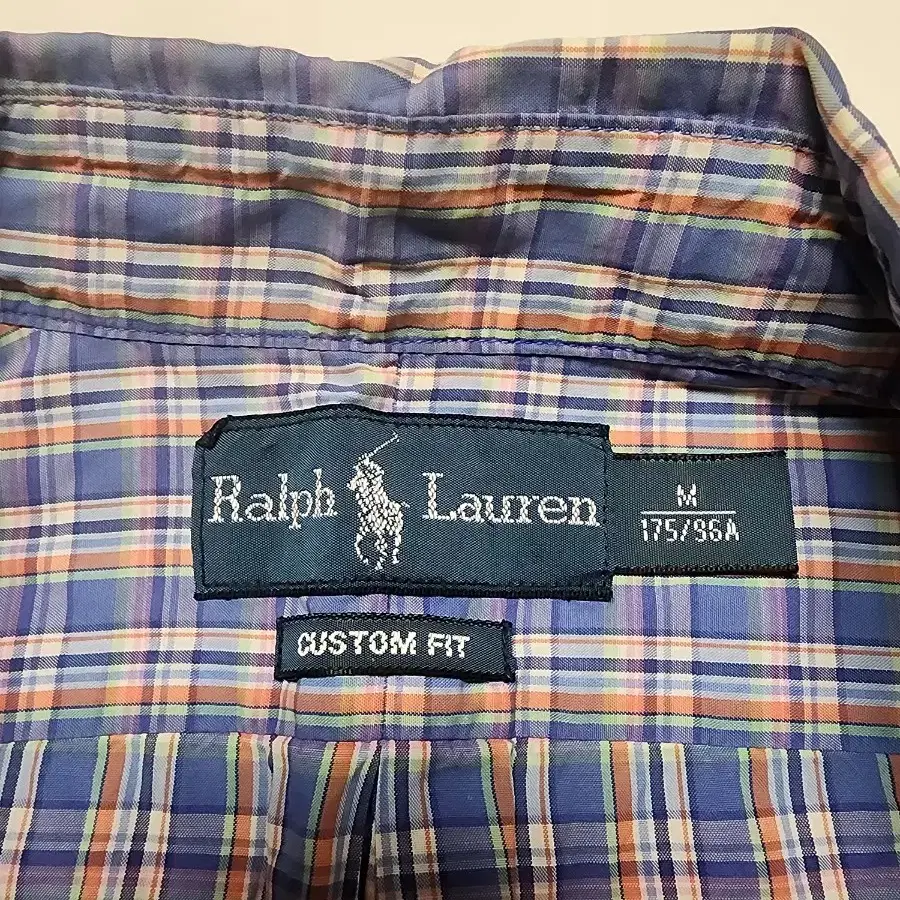 Ralph Lauren
M
175/96A
CUSTOM FIT